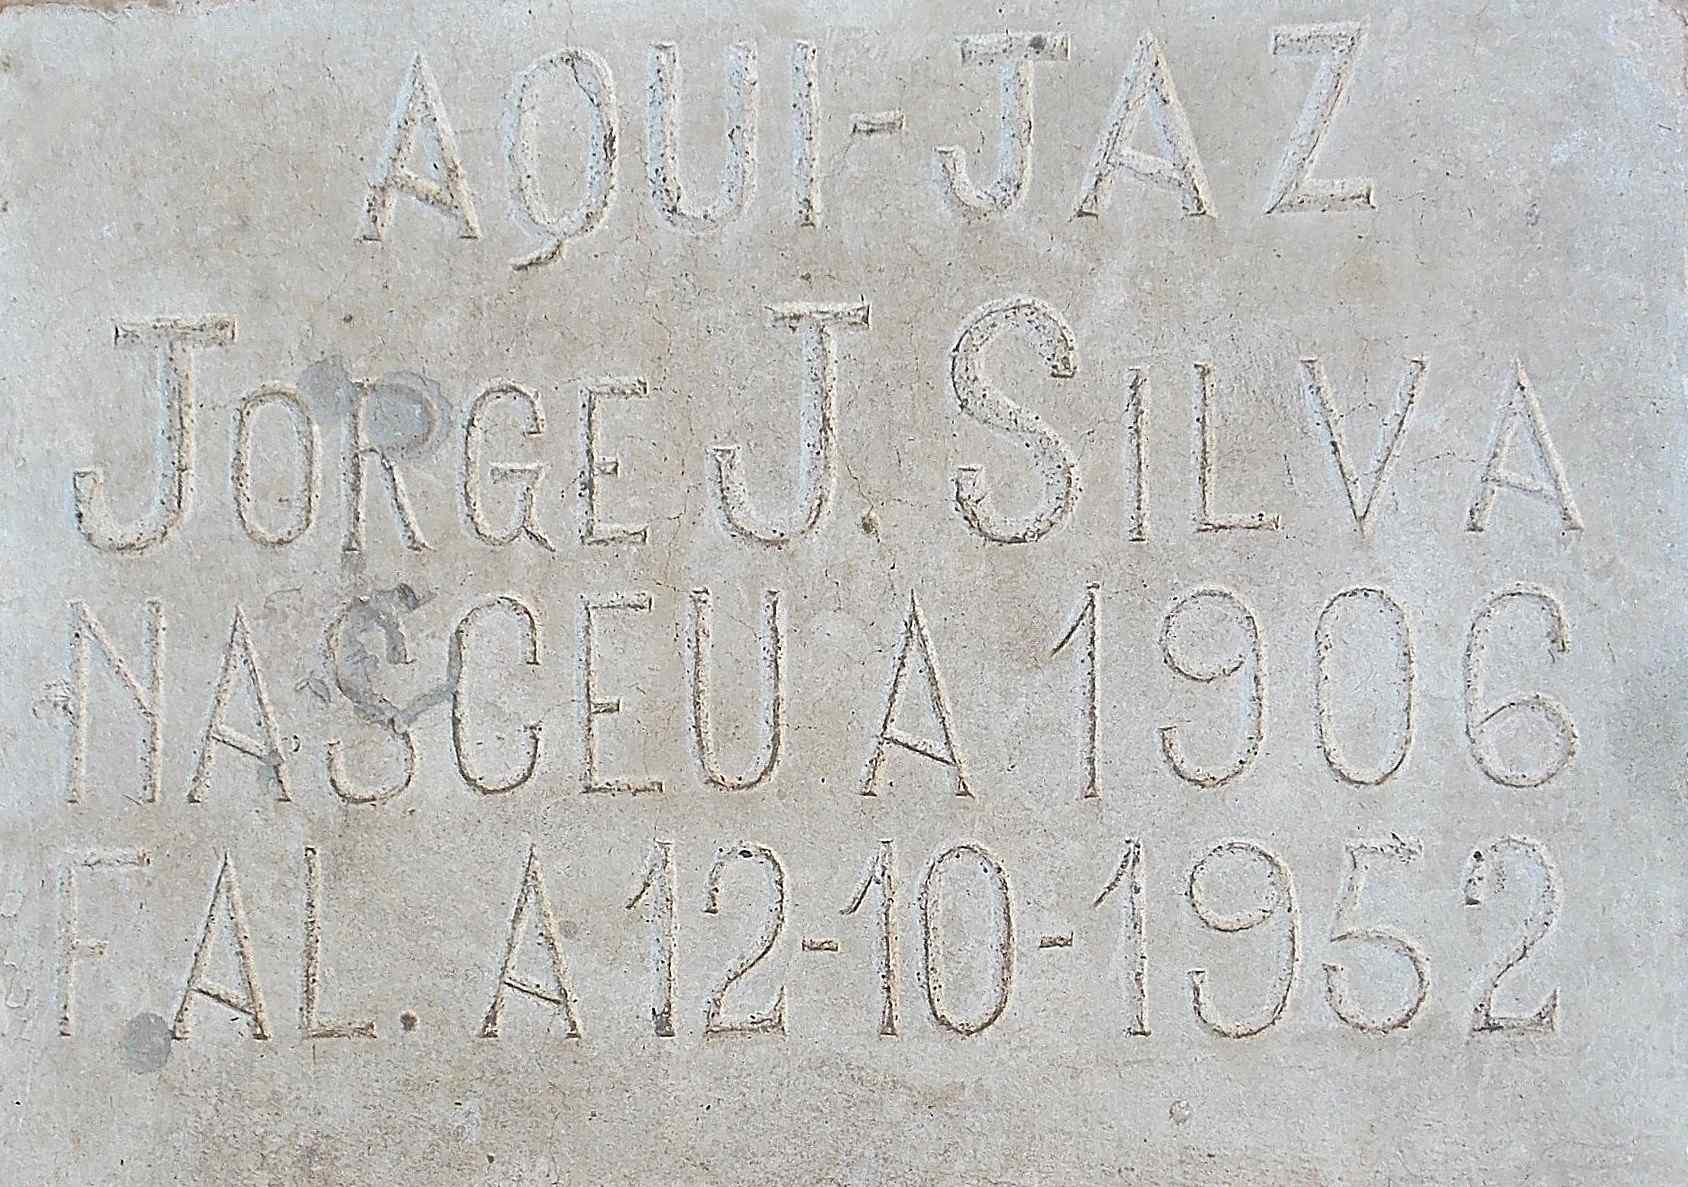 AQUI-JAZ
JORGE J SILVA
NASCEU A 1906
FAL. A 12-10-1952